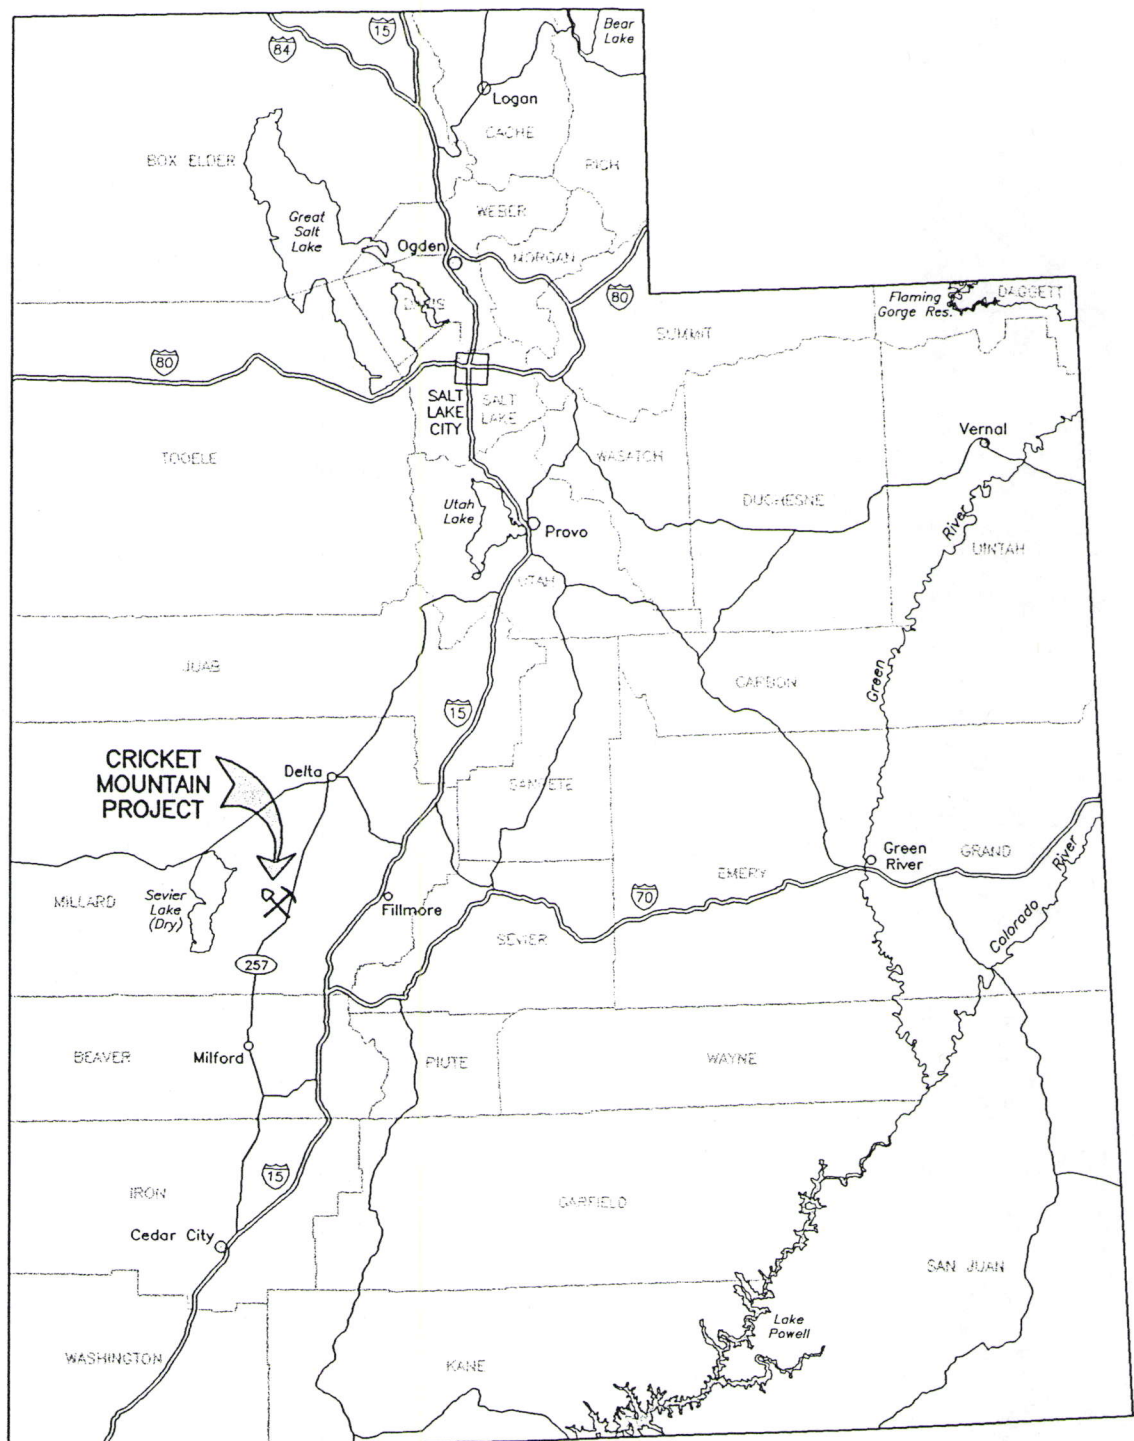 84
15
Bear
Lake
Logan
CACHE
BOX ELDER
RICH
Great
Salt
Lake
WEBER
Ogden
MORGAN
80
Flaming
Gorge Res.
DAGGETT
DAVIS
SUMMIT
80
SALT
LAKE
CITY
SALT
LAKE
Vernal
TOOELE
WASATCH
DUCHESNE
Utah
Lake
Provo
River
UINTAH
UTAH
JUAB
Green
CARBON
15
CRICKET
MOUNTAIN
PROJECT
Delta
SANPETE
Green
River
GRAND
River
EMERY
70
MILLARD
Sevier
Lake
(Dry)
Fillmore
Colorado
SEVIER
257
BEAVER
Milford
PIUTE
WAYNE
15
IRON
GARFIELD
Cedar City
SAN JUAN
Lake
Powell
WASHINGTON
KANE